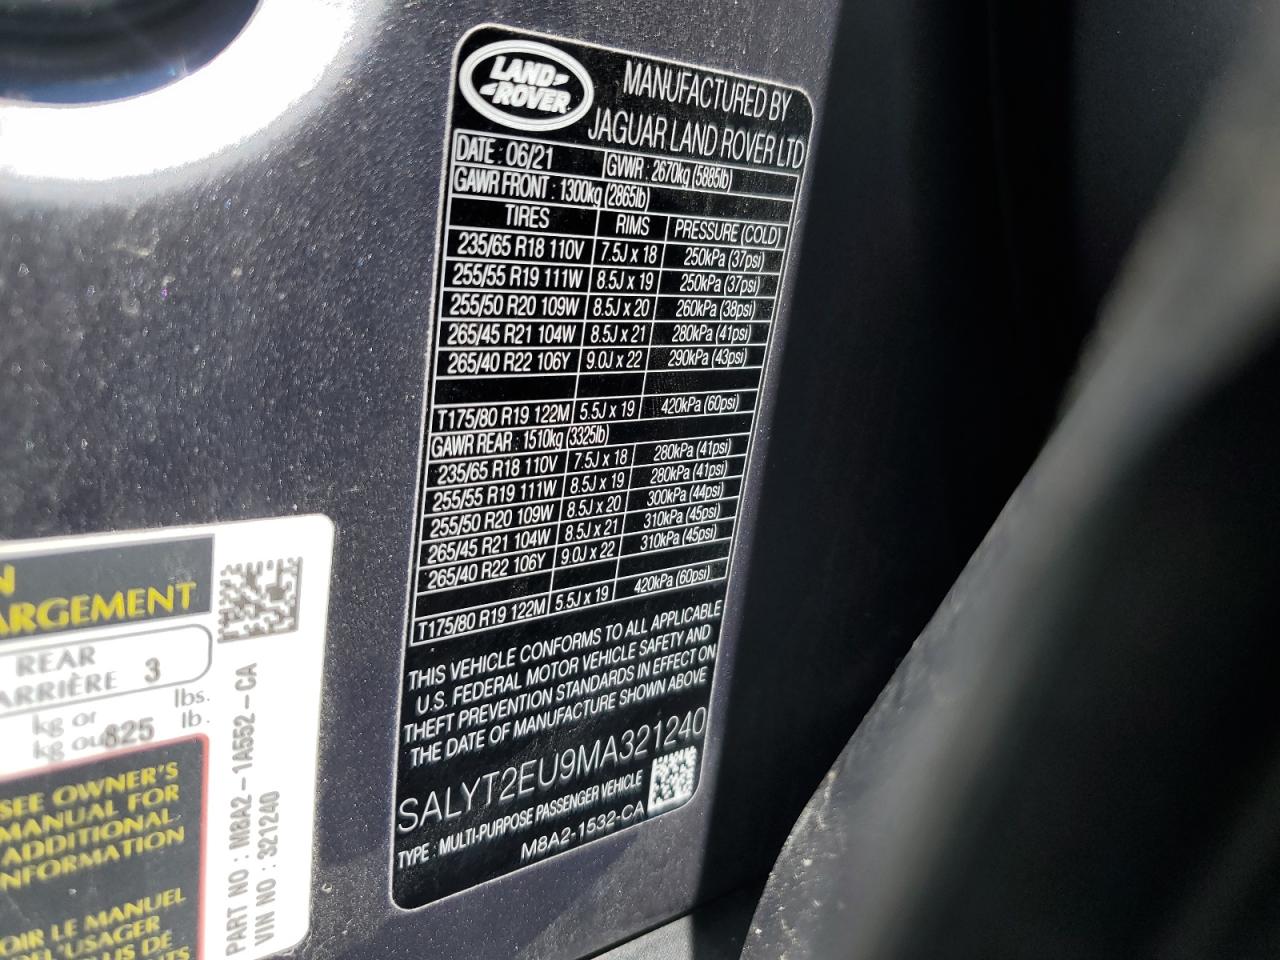 LAND-
-ROVER
MANUFACTURED BY
JAGUAR LAND ROVER LTD
DATE : 06/21 GVWR : 2670kg (5885lb)
GAWR FRONT : 1300kg (2865lb)
TIRES RIMS PRESSURE (COLD)
235/65 R18 110V 7.5J x 18 250kPa (37psi)
255/55 R19 111W 8.5J x 19 250kPa (37psi)
255/50 R20 109W 8.5J x 20 260kPa (38psi)
265/45 R21 104W 8.5J x 21 280kPa (41psi)
265/40 R22 106Y 9.0J x 22 290kPa (43psi)
T175/80 R19 122M 5.5J x 19 420kPa (60psi)
GAWR REAR : 1510kg (3325lb)
235/65 R18 110V 7.5J x 18 280kPa (41psi)
255/55 R19 111W 8.5J x 19 280kPa (41psi)
255/50 R20 109W 8.5J x 20 300kPa (44psi)
265/45 R21 104W 8.5J x 21 310kPa (45psi)
265/40 R22 106Y 9.0J x 22 310kPa (45psi)
T175/80 R19 122M 5.5J x 19 420kPa (60psi)
THIS VEHICLE CONFORMS TO ALL APPLICABLE
U.S. FEDERAL MOTOR VEHICLE SAFETY AND
THEFT PREVENTION STANDARDS IN EFFECT ON
THE DATE OF MANUFACTURE SHOWN ABOVE
SALYT2EU9MA321240
TYPE : MULTI-PURPOSE PASSENGER VEHICLE
M8A2-1532-CA
N
ARGEMENT
REAR
ARRIÈRE 3
kg or lbs.
kg ou 825 lb.
SEE OWNER'S
MANUAL FOR
ADDITIONAL
NFORMATION
OIR LE MANUEL
DE L'USAGER
PLUS DE
NTS
PART NO : M8A2-1A552-CA
VIN NO : 321240